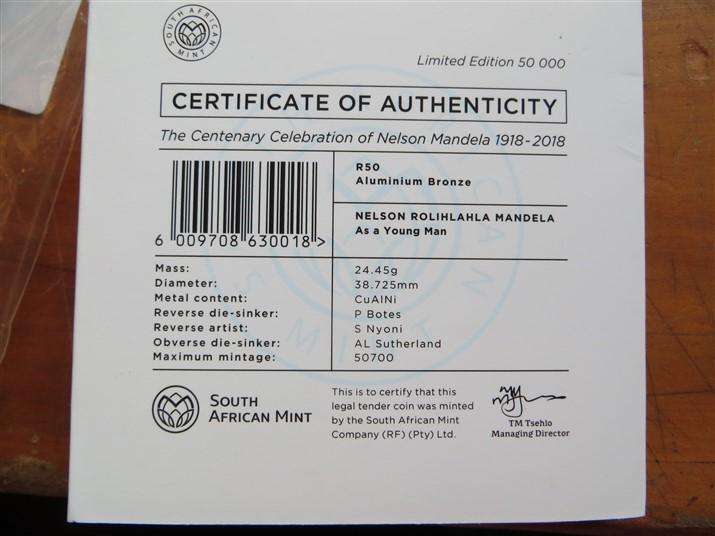 SOUTH AFRICAN MINT
Limited Edition 50 000
CERTIFICATE OF AUTHENTICITY
The Centenary Celebration of Nelson Mandela 1918-2018
R50
Aluminium Bronze
6 009708 630018 >
NELSON ROLIHLAHLA MANDELA
As a Young Man
Mass: 24.45g
Diameter: 38.725mm
Metal content: CuAlNi
Reverse die-sinker: P Botes
Reverse artist: S Nyoni
Obverse die-sinker: AL Sutherland
Maximum mintage: 50700
SOUTH
AFRICAN MINT
This is to certify that this
legal tender coin was minted
by the South African Mint
Company (RF) (Pty) Ltd.
TM Tsehlo
Managing Director